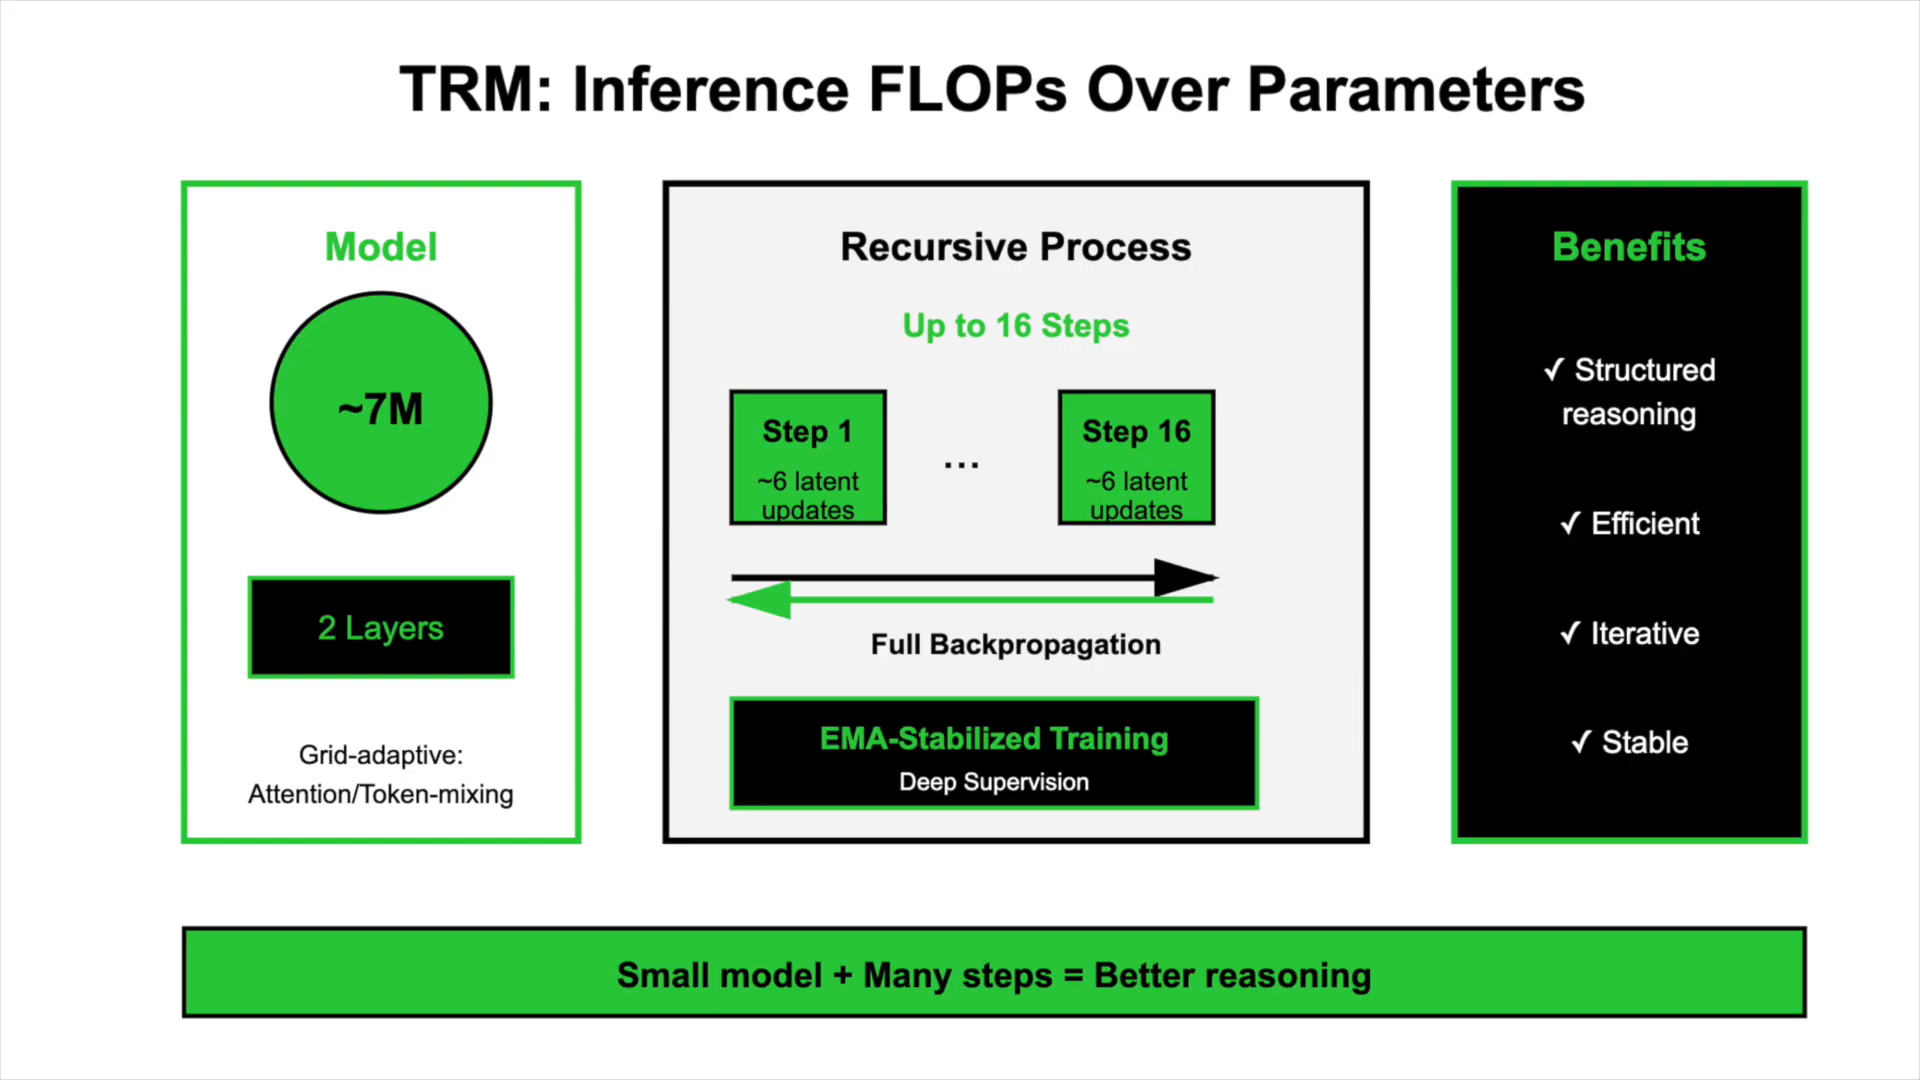 TRM: Inference FLOPs Over Parameters
Model
~7M
2 Layers
Grid-adaptive:
Attention/Token-mixing
Recursive Process
Up to 16 Steps
Step 1
~6 latent
updates
...
Step 16
~6 latent
updates
Full Backpropagation
EMA-Stabilized Training
Deep Supervision
Benefits
✓ Structured
reasoning
✓ Efficient
✓ Iterative
✓ Stable
Small model + Many steps = Better reasoning